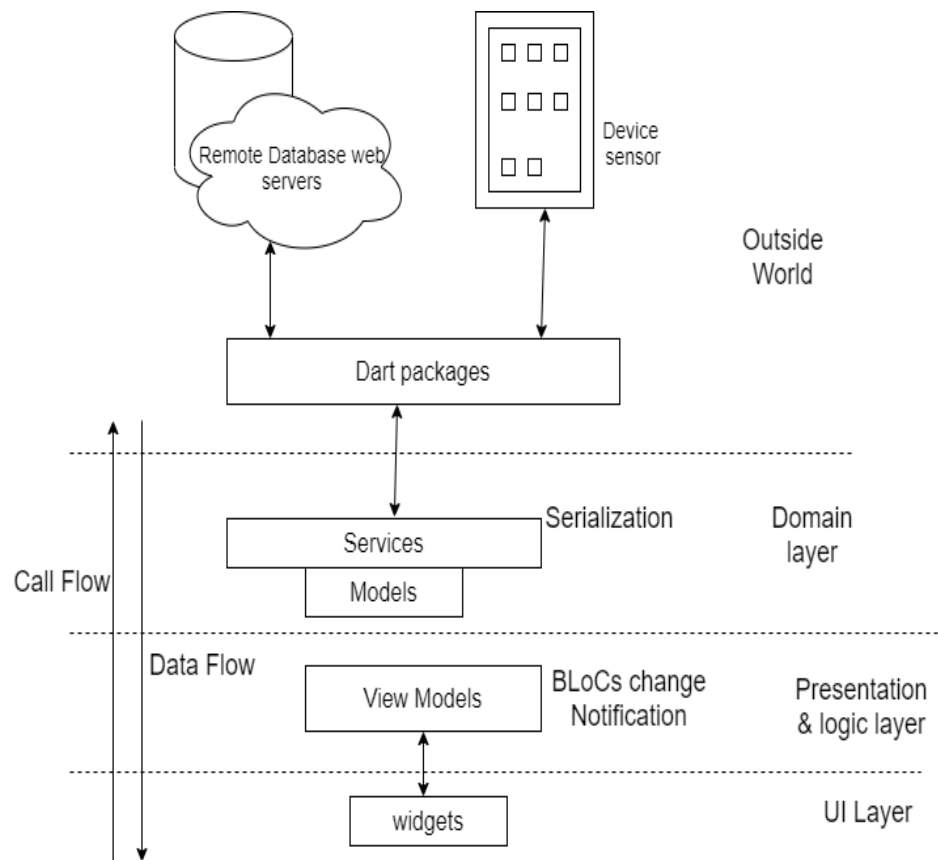 Remote Database web
servers
Device
sensor
Outside
World
Dart packages
Serialization
Domain
layer
Services
Models
Call Flow
Data Flow
View Models
BLoCs change
Notification
Presentation
& logic layer
widgets
UI Layer